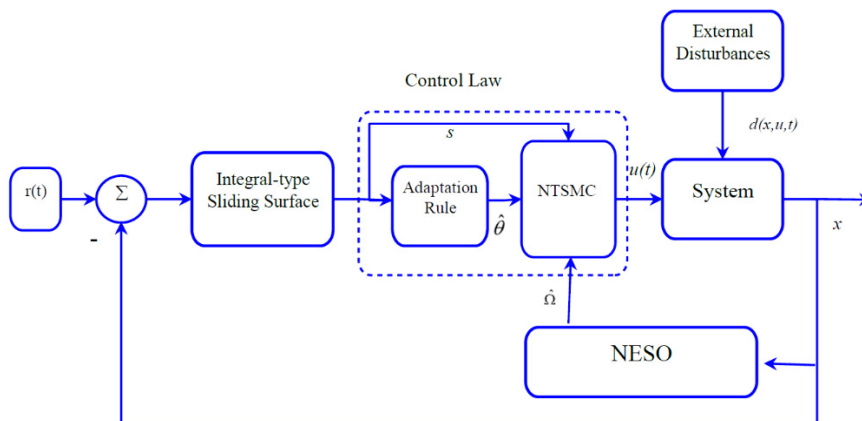 External
Disturbances
Control Law
d(x,u,t)
s
u(t)
r(t)
Σ
Integral-type
Sliding Surface
Adaptation
Rule
NTSMC
System
-
θ̂
x
Ω̂
NESO